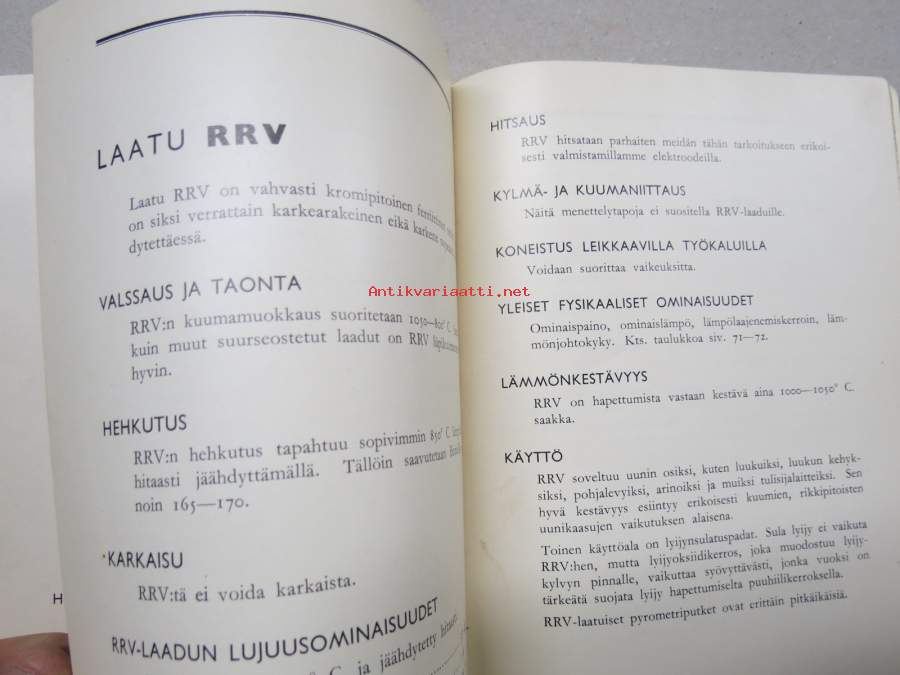 LAATU RRV
Laatu RRV on vahvasti kromipitoinen
on siksi verrattain karkearakeinen eikä karkene
dytettäessä.
VALSSAUS JA TAONTA
RRV:n kuumamuokkaus suoritetaan 1050—800° C.
kuin muut suurseostetut laadut on RRV
hyvin.
HEHKUTUS
RRV:n hehkutus tapahtuu sopivimmin 850° C
hitaasti jäähdyttämällä. Tällöin saavutetaan
noin 165—170.
KARKAISU
RRV:tä ei voida karkaista.
RRV-LAADUN LUJUUSOMINAISUUDET
° C ja jäähdytetty
H
HITSAUS
RRV hitsataan parhaiten meidän tähän tarkoitukseen erikoi-
sesti valmistamillamme elektroodeilla.
KYLMÄ- JA KUUMANIITTAUS
Näitä menettelytapoja ei suositella RRV-laaduille.
KONEISTUS LEIKKAAVILLA TYÖKALUILLA
Voidaan suorittaa vaikeuksitta.
Antikvariaatti.net
YLEISET FYSIKAALISET OMINAISUUDET
Ominaispaino, ominaislämpö, lämpölaajenemiskerroin, läm-
mönjohtokyky. Kts. taulukkoa siv. 71—72.
LÄMMÖNKESTÄVYYS
RRV on hapettumista vastaan kestävä aina 1000—1050° C.
saakka.
KÄYTTÖ
RRV soveltuu uunin osiksi, kuten luukuiksi, luukun kehyk-
siksi, pohjalevyiksi, arinoiksi ja muiksi tulisijalaitteiksi. Sen
hyvä kestävyys esiintyy erikoisesti kuumien, rikkipitoisten
uunikaasujen vaikutuksen alaisena.
Toinen käyttöala on lyijynsulatuspadat. Sula lyijy ei vaikuta
RRV:hen, mutta lyijyoksiidikerros, joka muodostuu lyijy-
kylvyn pinnalle, vaikuttaa syövyttävästi, jonka vuoksi on
tärkeätä suojata lyijy hapettumiselta puuhiilikerroksella.
RRV-laatuiset pyrometriputket ovat erittäin pitkäikäisiä.